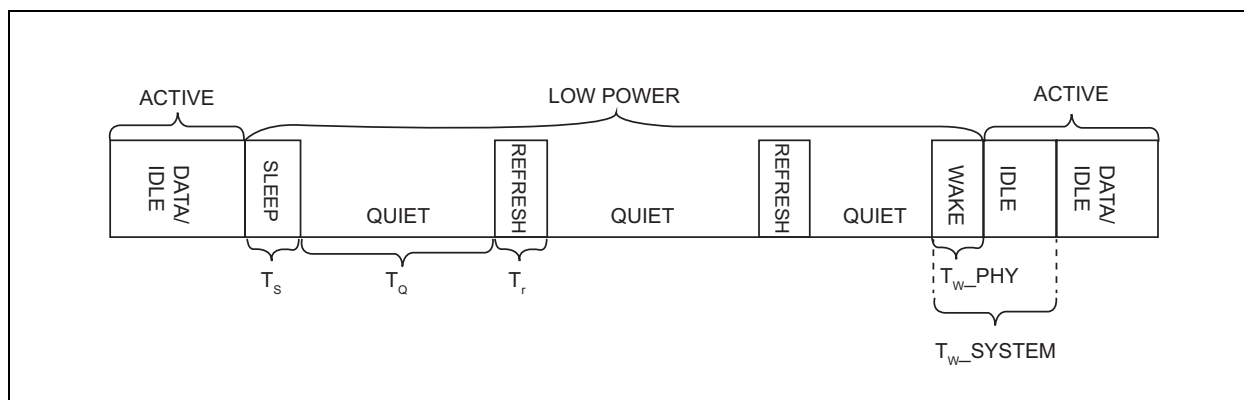 ACTIVE
LOW POWER
ACTIVE
DATA/
IDLE
SLEEP
QUIET
REFRESH
QUIET
REFRESH
QUIET
WAKE
IDLE
DATA/
IDLE
T_S
T_Q
T_r
T_W_PHY
T_W_SYSTEM